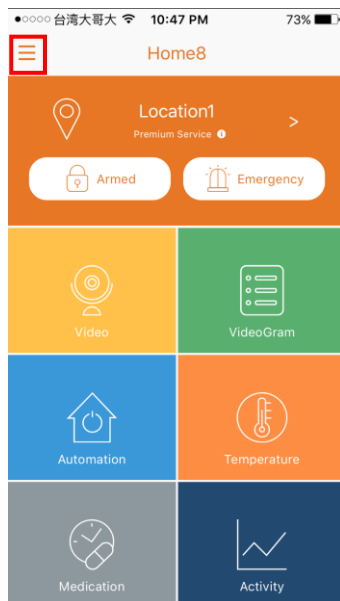 台湾大哥大 10:47 PM 73%
Home8
Location1
Premium Service
>
Armed
Emergency
Video
VideoGram
Automation
Temperature
Medication
Activity